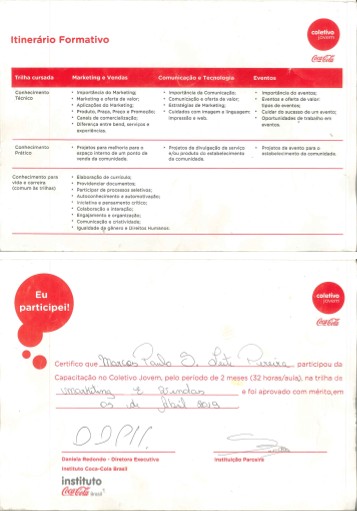 Itinerário Formativo
coletivo
jovem
Coca-Cola
Trilha cursada Marketing e Vendas Comunicação e Tecnologia Eventos
Conhecimento
Técnico
• Importância do Marketing;
• Marketing e oferta de valor;
• Aplicações do Marketing;
• Produto, Preço, Praça e Promoção;
• Canais de comercialização;
• Diferença entre bens, serviços e
experiências.
• Importância da Comunicação;
• Comunicação e oferta de valor;
• Estratégias de Marketing;
• Cuidados com imagem e linguagem:
impressão à web.
• Importância do evento;
• Eventos e oferta de valor:
tipos de eventos;
• Cuidar do sucesso de um evento;
• Oportunidades de trabalho em
eventos.
Conhecimento
Prático
• Projetos para melhoria para o
espaço interno de um ponto de
venda da comunidade.
• Projetos de divulgação de serviço
e/ou produto do estabelecimento
da comunidade.
• Projetos de evento para o
estabelecimento da comunidade.
Conhecimento para
vida e carreira
(comum às trilhas)
• Elaboração de currículo;
• Providenciar documentos;
• Participar de processos seletivos;
• Autoconhecimento e automotivação;
• Iniciativa e pensamento crítico;
• Colaboração e interação;
• Engajamento e organização;
• Comunicação e criatividade;
• Igualdade de gênero e Direitos Humanos.
Eu
participei!
coletivo
jovem
Coca-Cola
Certifico que Marcos Paulo S. Leite Pereira participou da
Capacitação no Coletivo Jovem, pelo período de 2 meses (32 horas/aula), na trilha de
Marketing e Vendas e foi aprovado com mérito,em
05 de Abril 2019
Daniela Redondo - Diretora Executiva
Instituto Coca-Cola Brasil
Instituição Parceira
instituto
Coca-Cola Brasil